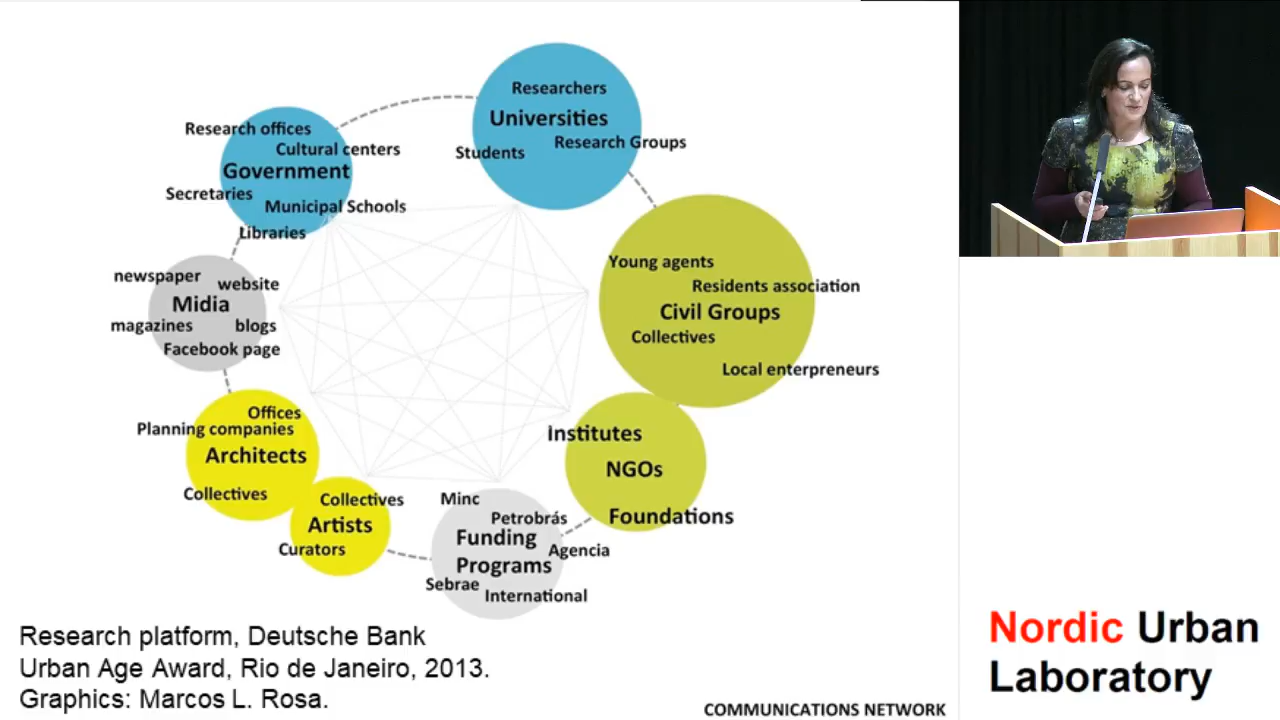 Researchers
Universities
Research Groups
Students
Research offices
Cultural centers
Government
Secretaries
Municipal Schools
Libraries
Young agents
Residents association
Civil Groups
Collectives
Local enterpreneurs
newspaper
website
Midia
magazines
blogs
Facebook page
Offices
Planning companies
Architects
Collectives
Collectives
Artists
Curators
Institutes
NGOs
Foundations
Minc
Petrobrás
Funding
Agencia
Programs
Sebrae
International
Research platform, Deutsche Bank
Urban Age Award, Rio de Janeiro, 2013.
Graphics: Marcos L. Rosa.
COMMUNICATIONS NETWORK
Nordic Urban
Laboratory